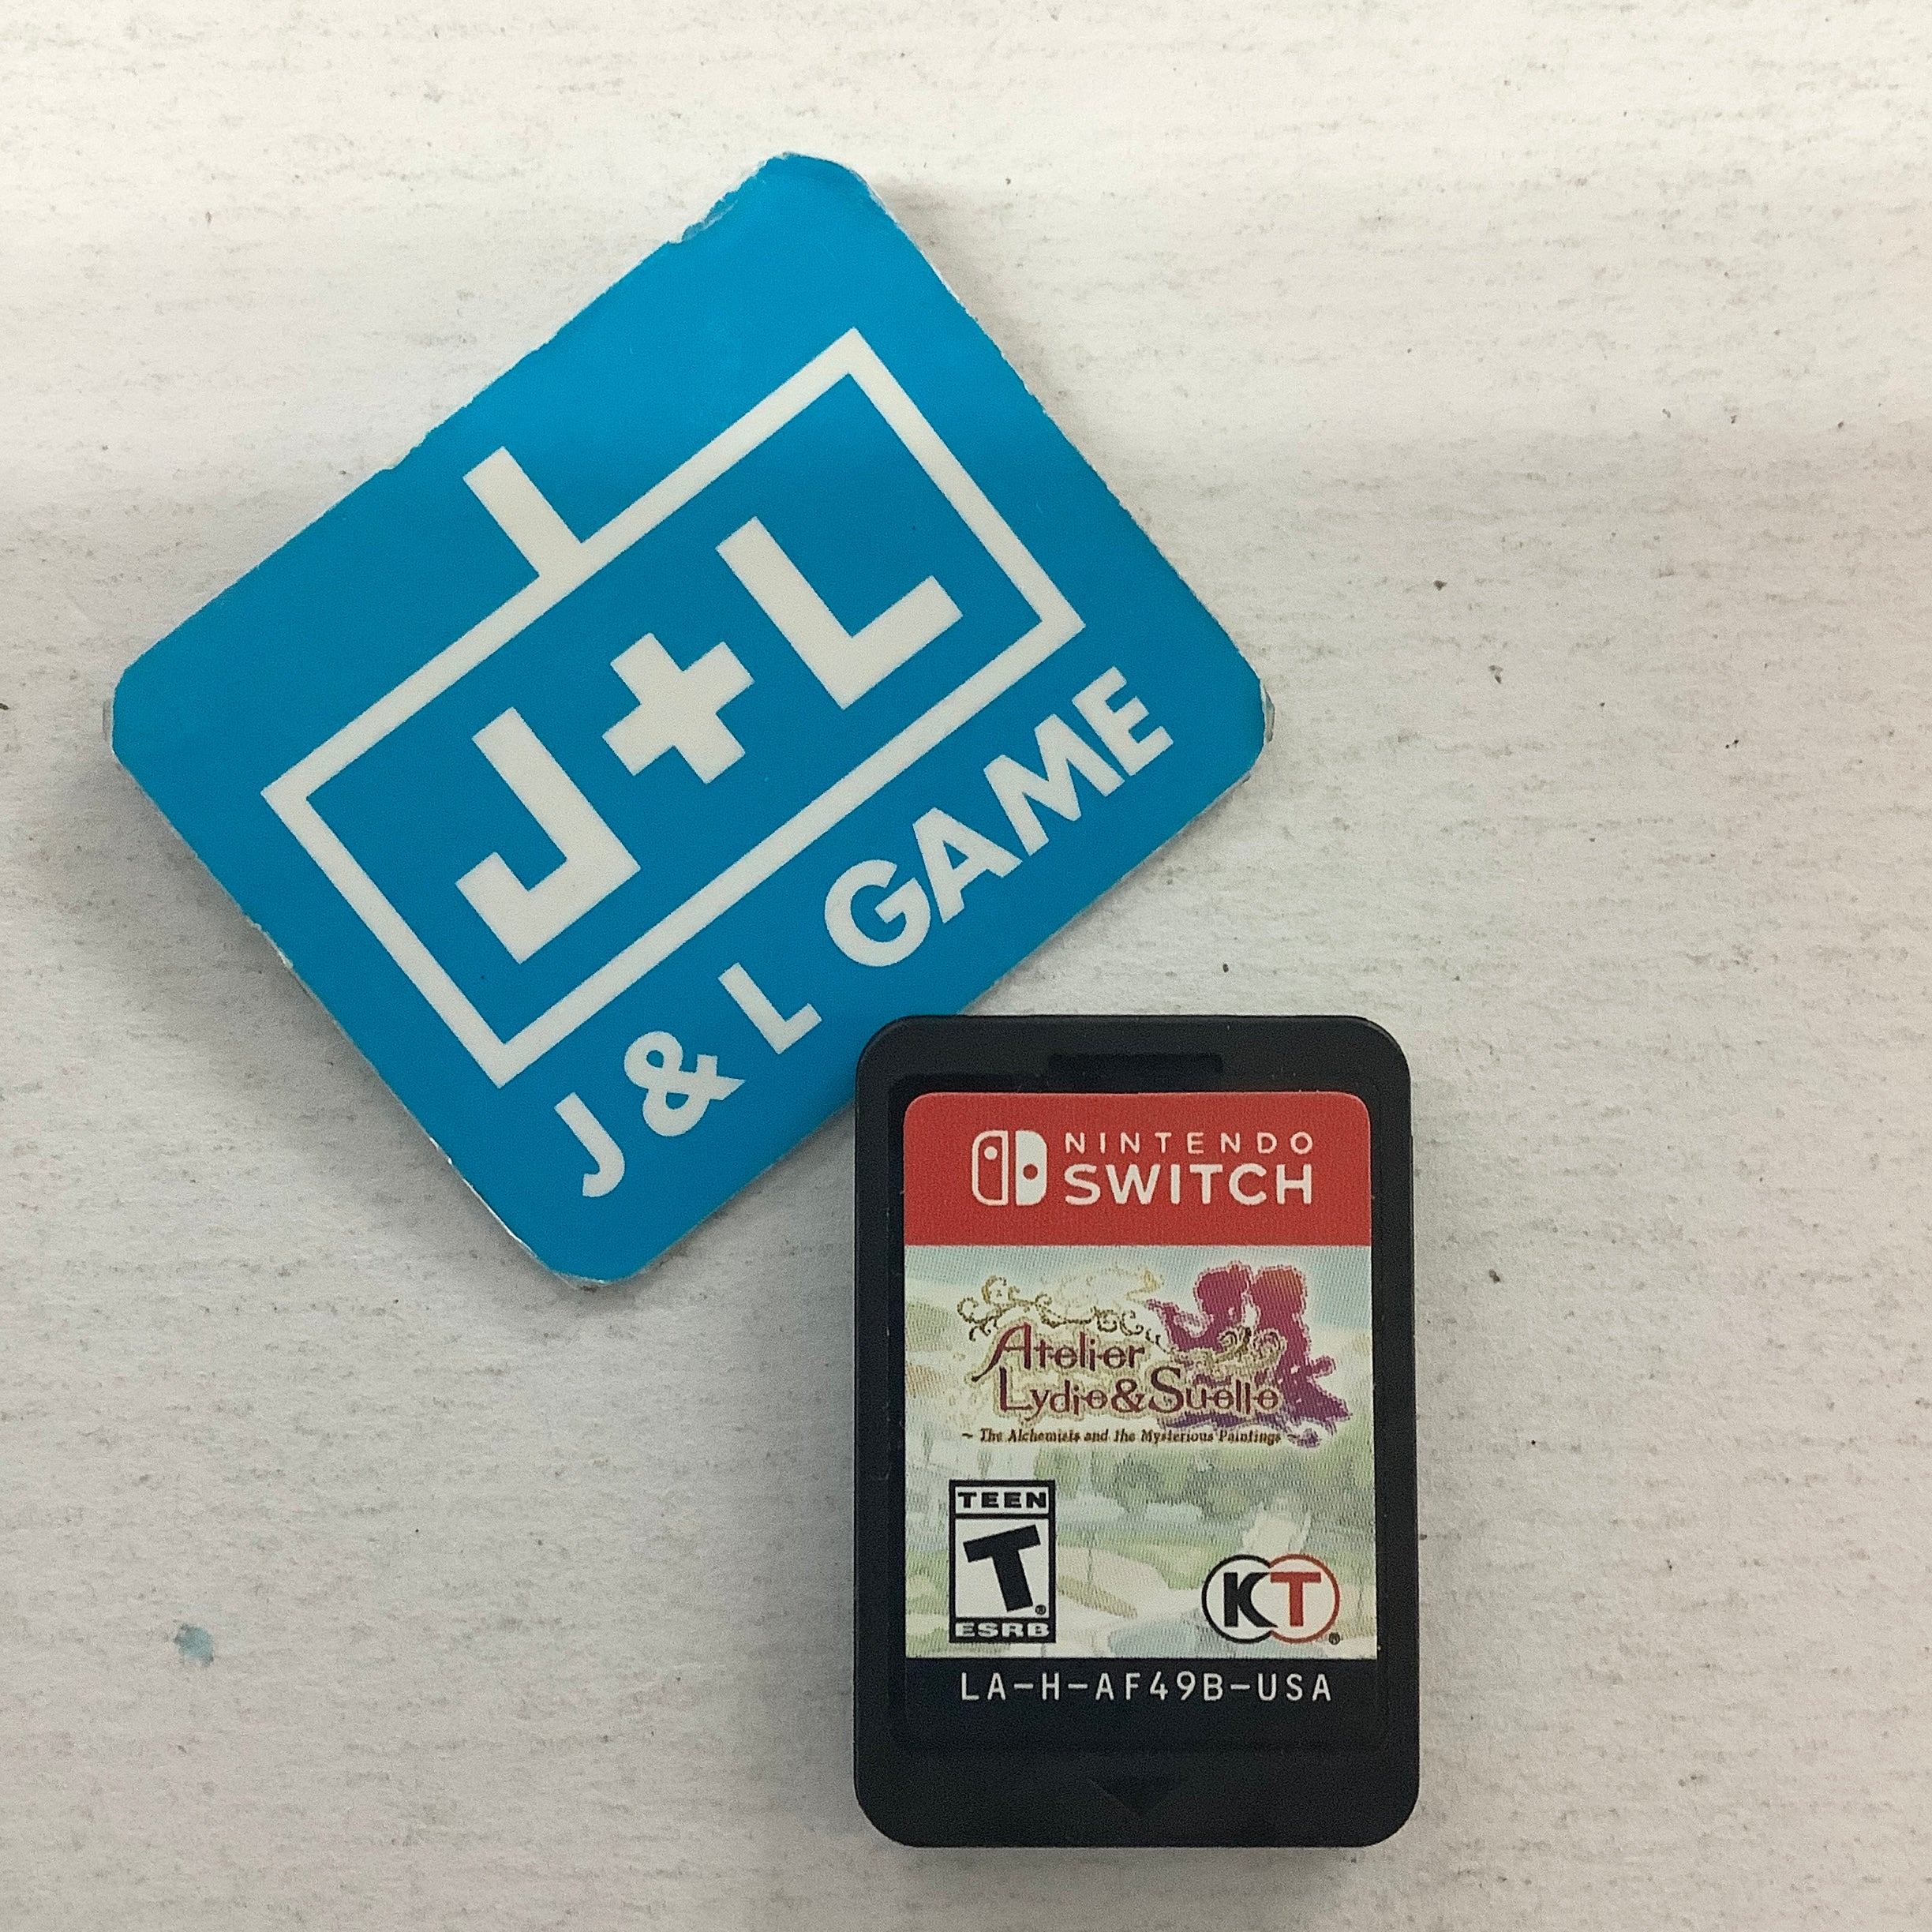 J+L
J & L GAME
NINTENDO
SWITCH
Atelier
Lydie & Suelle
~ The Alchemists and the Mysterious Paintings ~
TEEN
T
ESRB
KT
LA-H-AF49B-USA